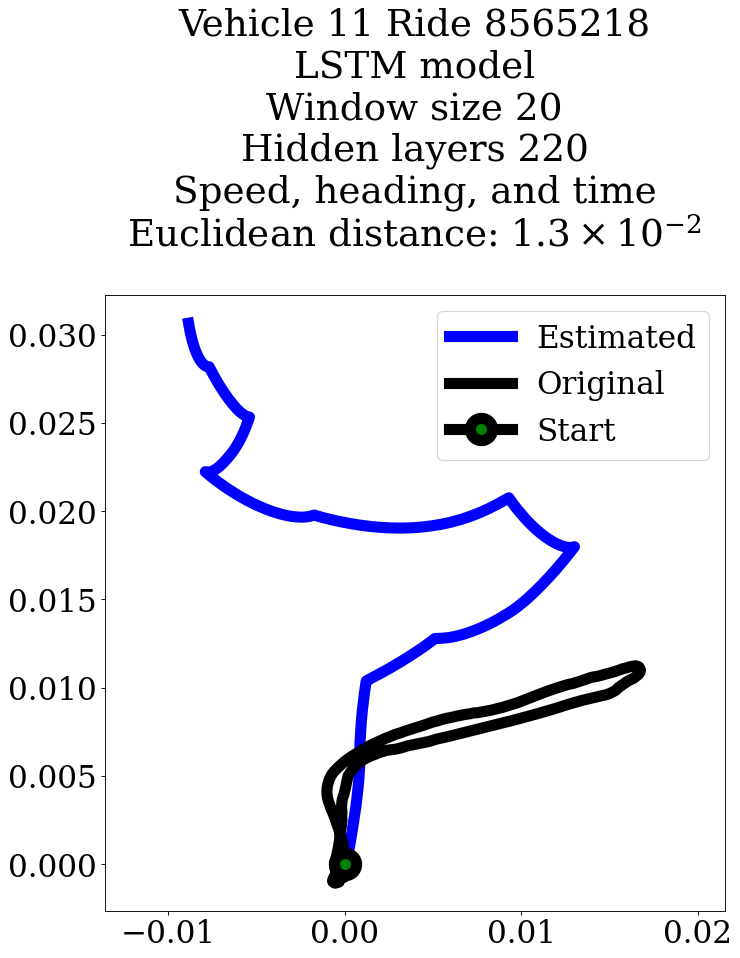 Vehicle 11 Ride 8565218
LSTM model
Window size 20
Hidden layers 220
Speed, heading, and time
Euclidean distance: 1.3 × 10⁻²
Estimated
Original
Start
0.030
0.025
0.020
0.015
0.010
0.005
0.000
−0.01 0.00 0.01 0.02